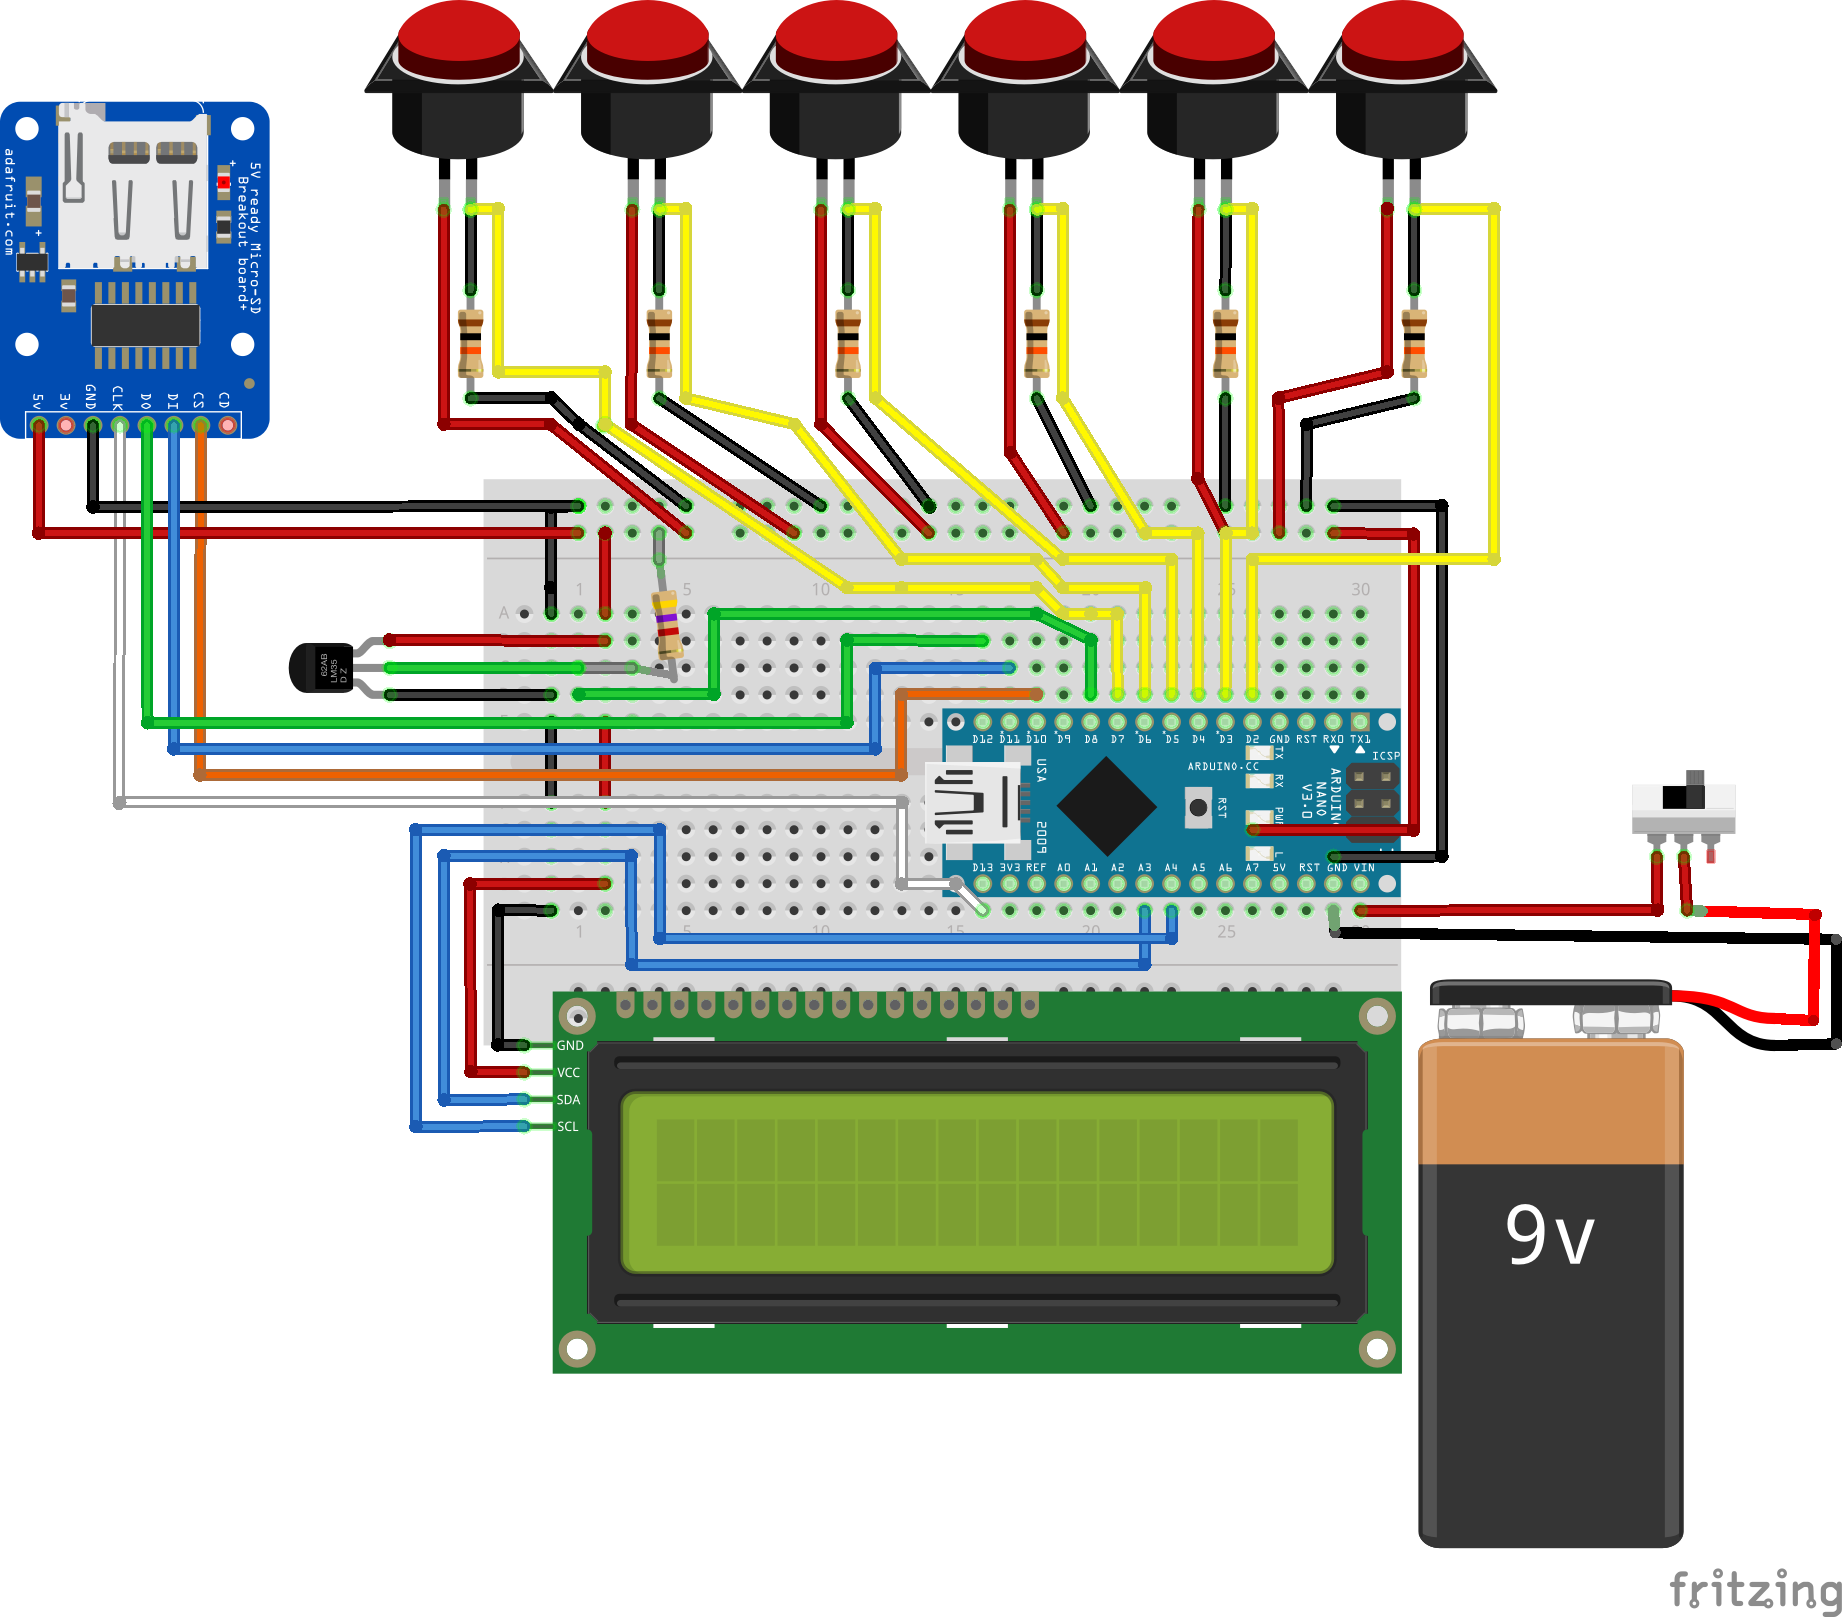 adafruit.com
5V ready Micro-SD
Breakout board+
5V
3V
GND
CLK
DO
DI
CS
CD
1
5
10
25
30
A
62AB
LM35
DZ
D12
D11
D10
D9
D8
D7
D6
D5
D4
D3
D2
GND
RST
RX0
TX1
ICSP
ARDUINO.CC
TX
RX
RST
USA
2009
ARDUINO
NANO
V3.0
L
D13
3V3
REF
A0
A1
A2
A3
A4
A5
A6
A7
5V
RST
GND
VIN
1
5
10
15
20
25
GND
VCC
SDA
SCL
9v
fritzing